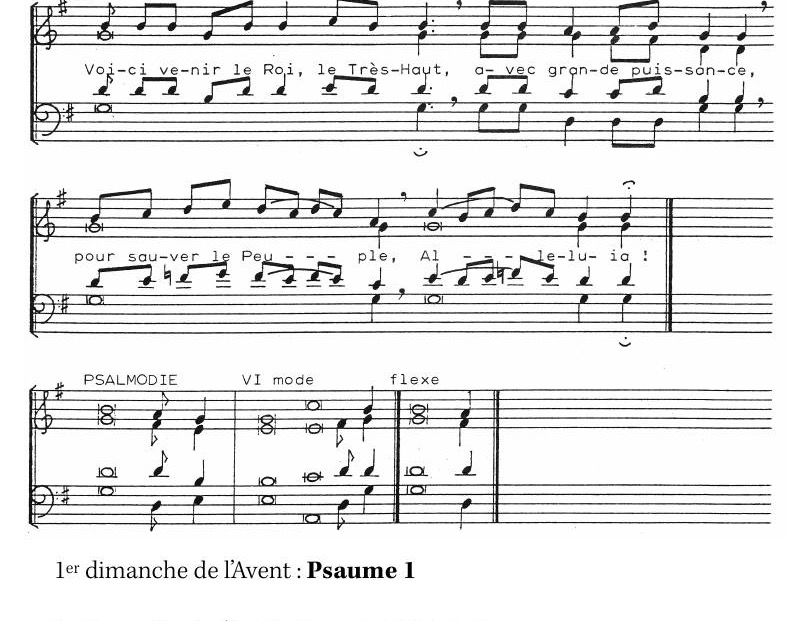 Voi-ci ve-nir le Roi, le Très-Haut, a- vec gran-de puis-san-ce,
pour sau-ver le Peu - - - ple, Al - - - le-lu- ia !
PSALMODIE VI mode flexe
1er dimanche de l'Avent : Psaume 1